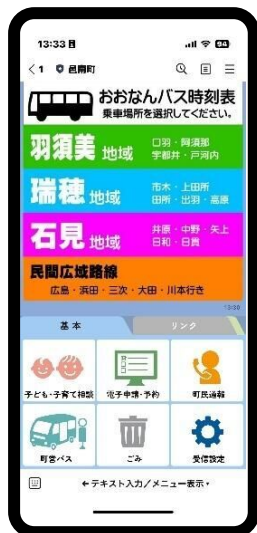 13:33
54
1 邑南町
おおなんバス時刻表
乗車場所を選択してください。
羽須美 地域
口羽・阿須那
宇都井・戸河内
瑞穂 地域
市木・上田所
田所・出羽・高原
石見 地域
井原・中野・矢上
日和・日貫
民間広域路線
広島・浜田・三次・大田・川本行き
13:30
基本
リンク
子ども・子育て相談
電子申請・予約
町民通報
町営バス
ごみ
受信設定
テキスト入力/メニュー表示